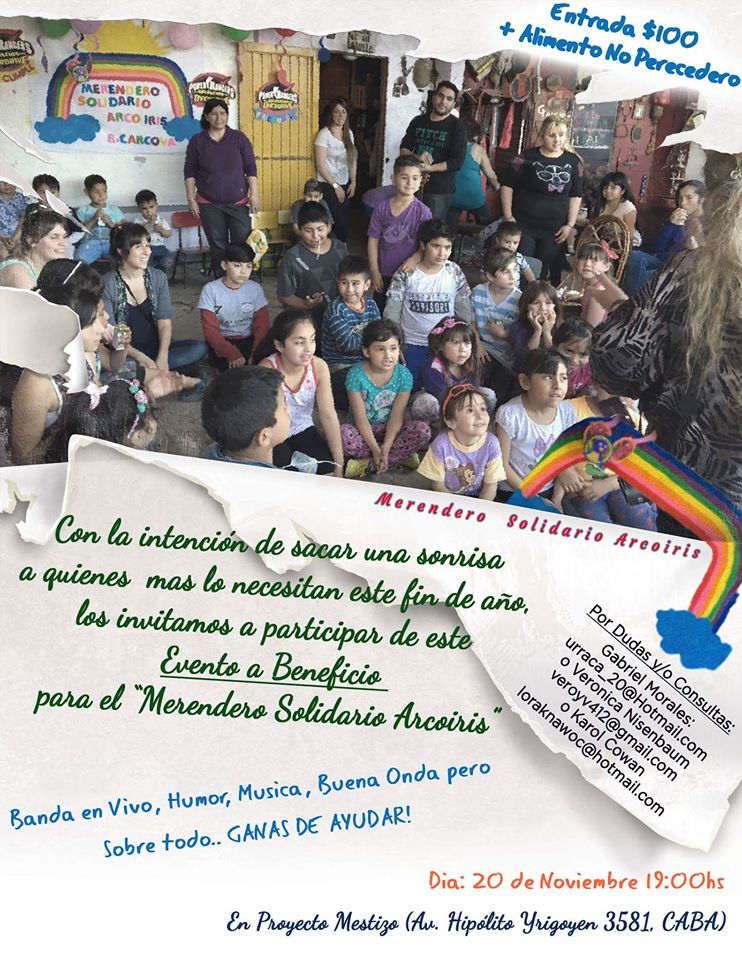 Entrada $100
+ Alimento No Perecedero
MERENDERO
SOLIDARIO
ARCO IRIS
B.CARCOVA
CUMPLE
FITCH
Merendero Solidario Arcoiris
Con la intención de sacar una sonrisa
a quienes mas lo necesitan este fin de año,
los invitamos a participar de este
Evento a Beneficio
para el "Merendero Solidario Arcoiris"
Por Dudas y/o Consultas:
Gabriel Morales:
urraca_20@Hotmail.com
o Veronica Nisenbaum
veroyv412@gmail.com
o Karol Cowan
loraknawoc@hotmail.com
Banda en Vivo, Humor, Musica, Buena Onda pero
Sobre todo.. GANAS DE AYUDAR!
Dia: 20 de Noviembre 19:00hs
En Proyecto Mestizo (Av. Hipólito Yrigoyen 3581, CABA)